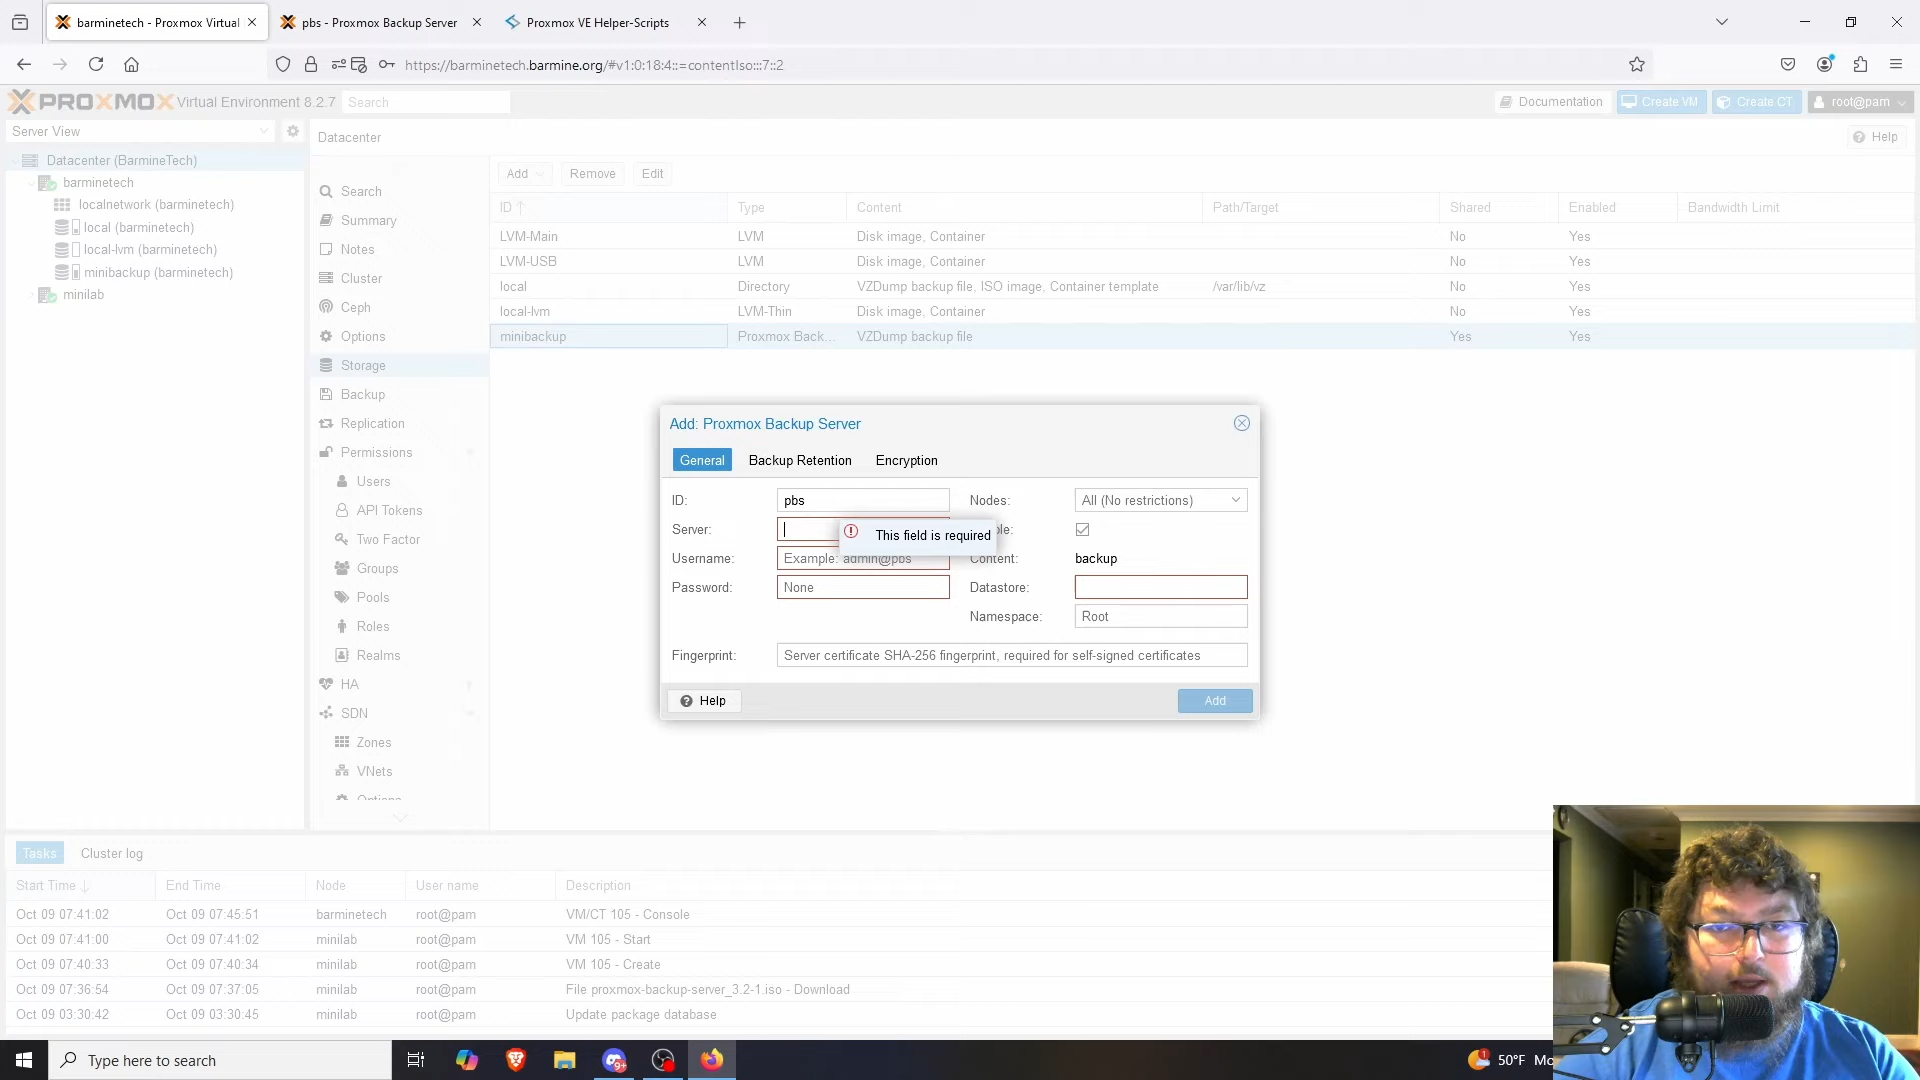 barminetech - Proxmox Virtual
pbs - Proxmox Backup Server
Proxmox VE Helper-Scripts
https://barminetech.barmine.org/#v1:0:18:4::=contentIso:::7::2
PROXMOX Virtual Environment 8.2.7
Search
Documentation
Create VM
Create CT
root@pam
Server View
Datacenter
Help
Datacenter (BarmineTech)
barminetech
localnetwork (barminetech)
local (barminetech)
local-lvm (barminetech)
minibackup (barminetech)
minilab
Search
Summary
Notes
Cluster
Ceph
Options
Storage
Backup
Replication
Permissions
Users
API Tokens
Two Factor
Groups
Pools
Roles
Realms
HA
SDN
Zones
VNets
Options
Add Remove Edit
ID Type Content Path/Target Shared Enabled Bandwidth Limit
LVM-Main LVM Disk image, Container No Yes
LVM-USB LVM Disk image, Container No Yes
local Directory VZDump backup file, ISO image, Container template /var/lib/vz No Yes
local-lvm LVM-Thin Disk image, Container No Yes
minibackup Proxmox Back... VZDump backup file Yes Yes
Add: Proxmox Backup Server
General Backup Retention Encryption
ID: pbs Nodes: All (No restrictions)
Server:
This field is required
Username: Example: admin@pbs Content: backup
Password: None Datastore:
Namespace: Root
Fingerprint: Server certificate SHA-256 fingerprint, required for self-signed certificates
Help Add
Tasks Cluster log
Start Time End Time Node User name Description
Oct 09 07:41:02 Oct 09 07:45:51 barminetech root@pam VM/CT 105 - Console
Oct 09 07:41:00 Oct 09 07:41:02 minilab root@pam VM 105 - Start
Oct 09 07:40:33 Oct 09 07:40:34 minilab root@pam VM 105 - Create
Oct 09 07:36:54 Oct 09 07:37:05 minilab root@pam File proxmox-backup-server_3.2-1.iso - Download
Oct 09 03:30:42 Oct 09 03:30:45 minilab root@pam Update package database
Type here to search
9+
1
50°F